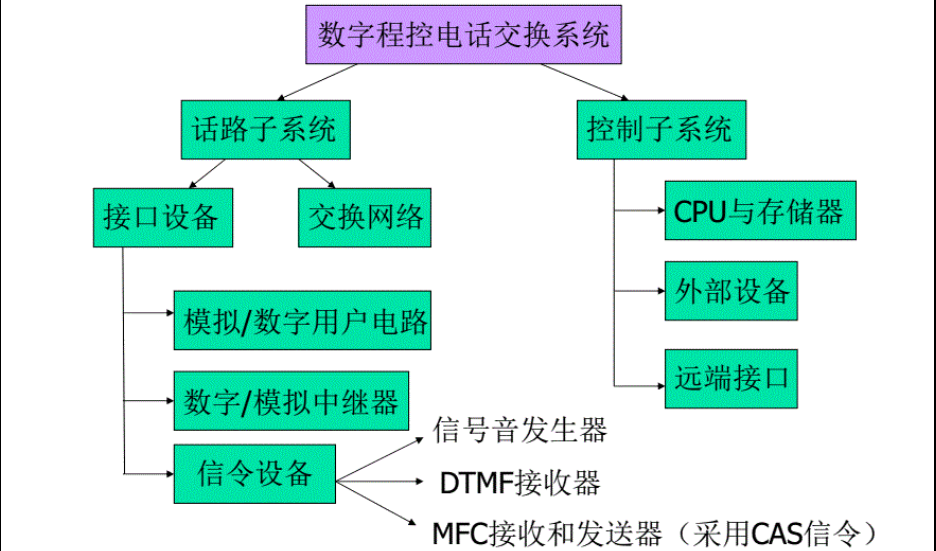 数字程控电话交换系统
话路子系统
控制子系统
接口设备
交换网络
CPU与存储器
外部设备
模拟/数字用户电路
远端接口
数字/模拟中继器
信号音发生器
信令设备
DTMF接收器
MFC接收和发送器（采用CAS信令）